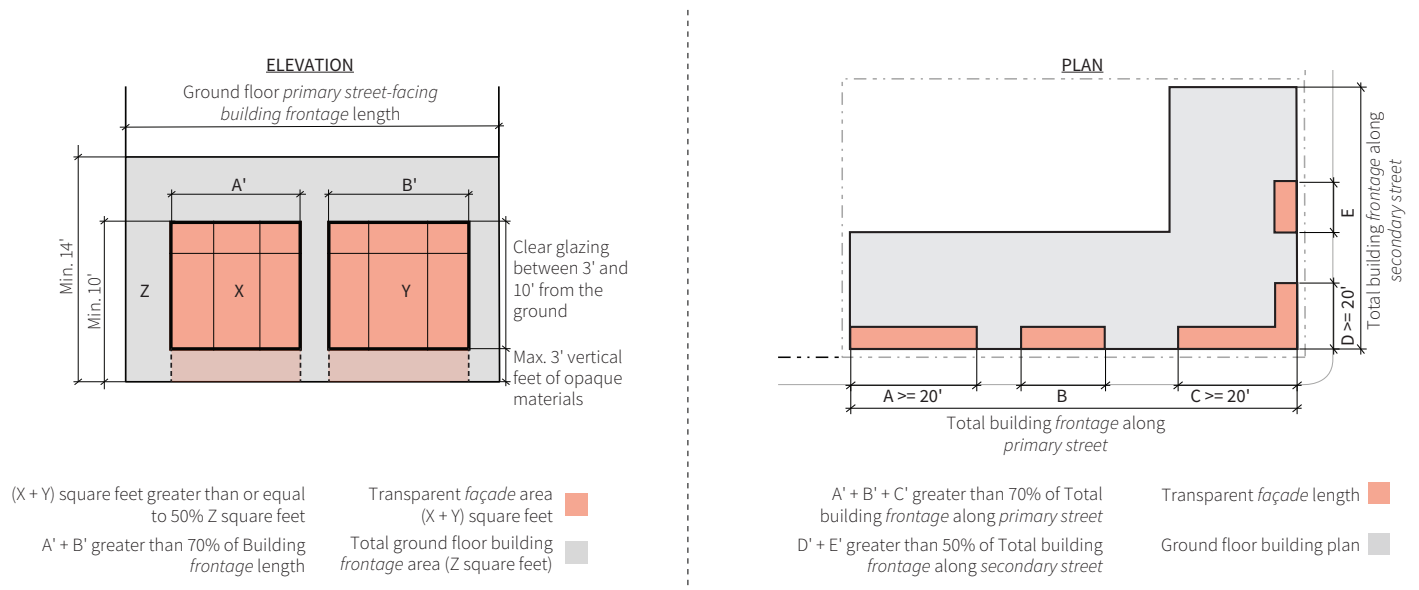 ELEVATION
Ground floor primary street-facing
building frontage length
A'
B'
Min. 14'
Min. 10'
Z
X
Y
Clear glazing
between 3' and
10' from the
ground
Max. 3' vertical
feet of opaque
materials
(X + Y) square feet greater than or equal
to 50% Z square feet
A' + B' greater than 70% of Building
frontage length
Transparent façade area
(X + Y) square feet
Total ground floor building
frontage area (Z square feet)
PLAN
E
D >= 20'
Total building frontage along
secondary street
A >= 20'
B
C >= 20'
Total building frontage along
primary street
A' + B' + C' greater than 70% of Total
building frontage along primary street
D' + E' greater than 50% of Total building
frontage along secondary street
Transparent façade length
Ground floor building plan